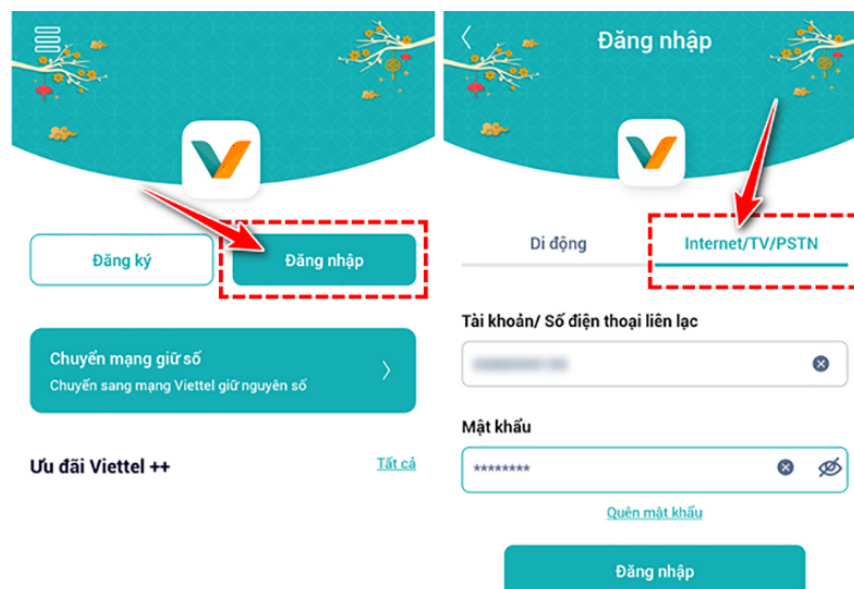 Đăng ký
Đăng nhập
Chuyển mạng giữ số
Chuyển sang mạng Viettel giữ nguyên số
Ưu đãi Viettel ++
Tất cả
Đăng nhập
Di động
Internet/TV/PSTN
Tài khoản/ Số điện thoại liên lạc
Mật khẩu
********
Quên mật khẩu
Đăng nhập